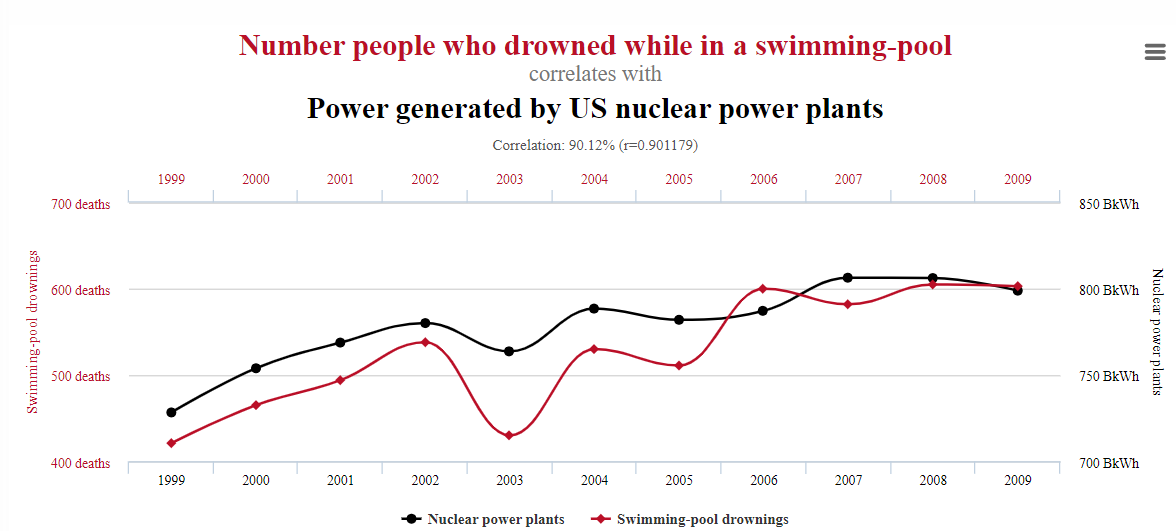 Number people who drowned while in a swimming-pool
correlates with
Power generated by US nuclear power plants
Correlation: 90.12% (r=0.901179)
1999 2000 2001 2002 2003 2004 2005 2006 2007 2008 2009
700 deaths 850 BkWh
600 deaths 800 BkWh
500 deaths 750 BkWh
400 deaths 700 BkWh
Swimming-pool drownings
Nuclear power plants
1999 2000 2001 2002 2003 2004 2005 2006 2007 2008 2009
Nuclear power plants Swimming-pool drownings